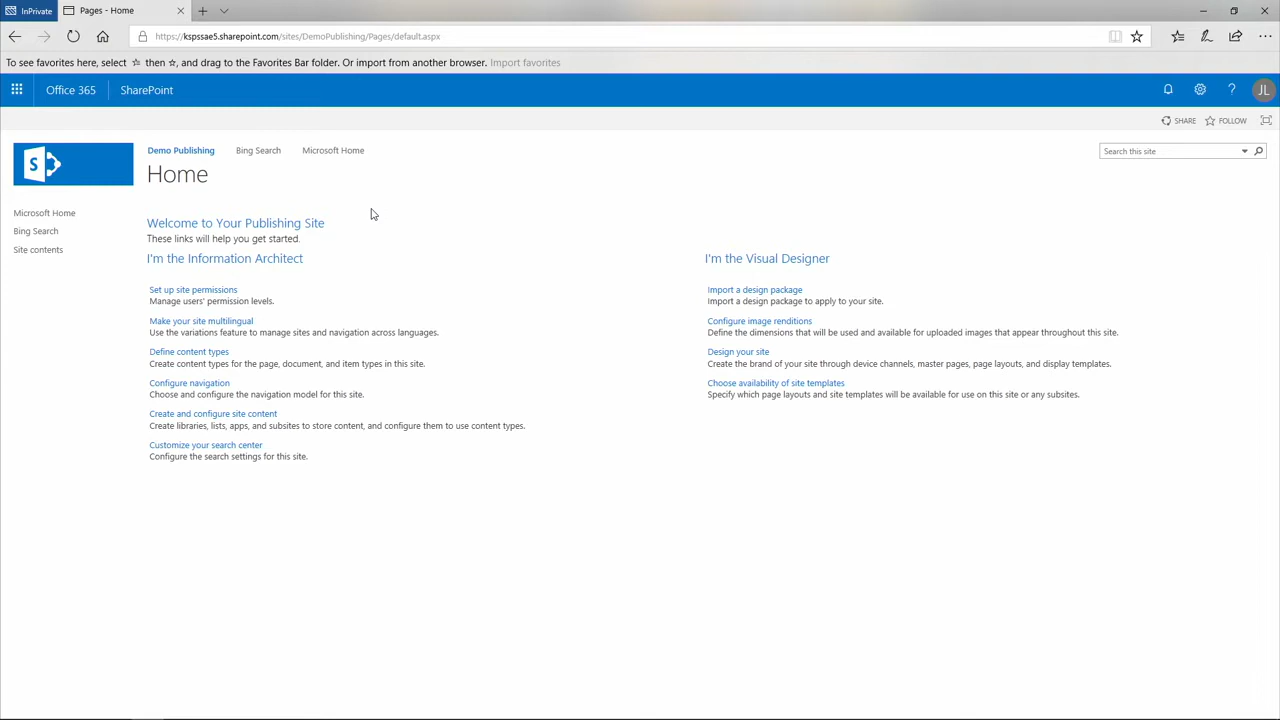 InPrivate
Pages - Home
https://kspssae5.sharepoint.com/sites/DemoPublishing/Pages/default.aspx
To see favorites here, select ☆ then ☆, and drag to the Favorites Bar folder. Or import from another browser. Import favorites
Office 365
SharePoint
? JL
SHARE FOLLOW
S
Demo Publishing Bing Search Microsoft Home
Search this site
Home
Microsoft Home
Bing Search
Site contents
Welcome to Your Publishing Site
These links will help you get started.
I'm the Information Architect
Set up site permissions
Manage users' permission levels.
Make your site multilingual
Use the variations feature to manage sites and navigation across languages.
Define content types
Create content types for the page, document, and item types in this site.
Configure navigation
Choose and configure the navigation model for this site.
Create and configure site content
Create libraries, lists, apps, and subsites to store content, and configure them to use content types.
Customize your search center
Configure the search settings for this site.
I'm the Visual Designer
Import a design package
Import a design package to apply to your site.
Configure image renditions
Define the dimensions that will be used and available for uploaded images that appear throughout this site.
Design your site
Create the brand of your site through device channels, master pages, page layouts, and display templates.
Choose availability of site templates
Specify which page layouts and site templates will be available for use on this site or any subsites.